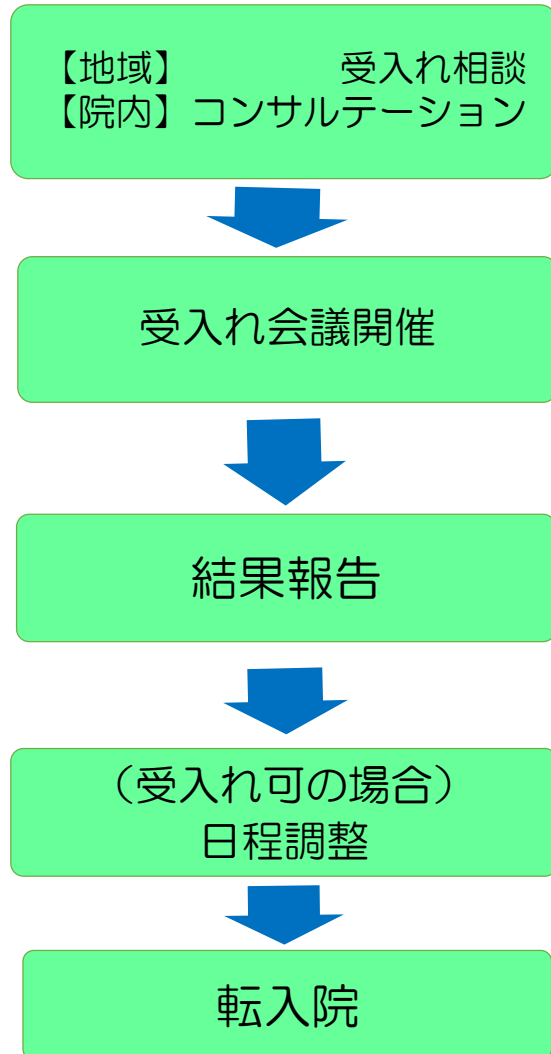 【地域】 受入れ相談
【院内】コンサルテーション
受入れ会議開催
結果報告
（受入れ可の場合）
日程調整
転入院